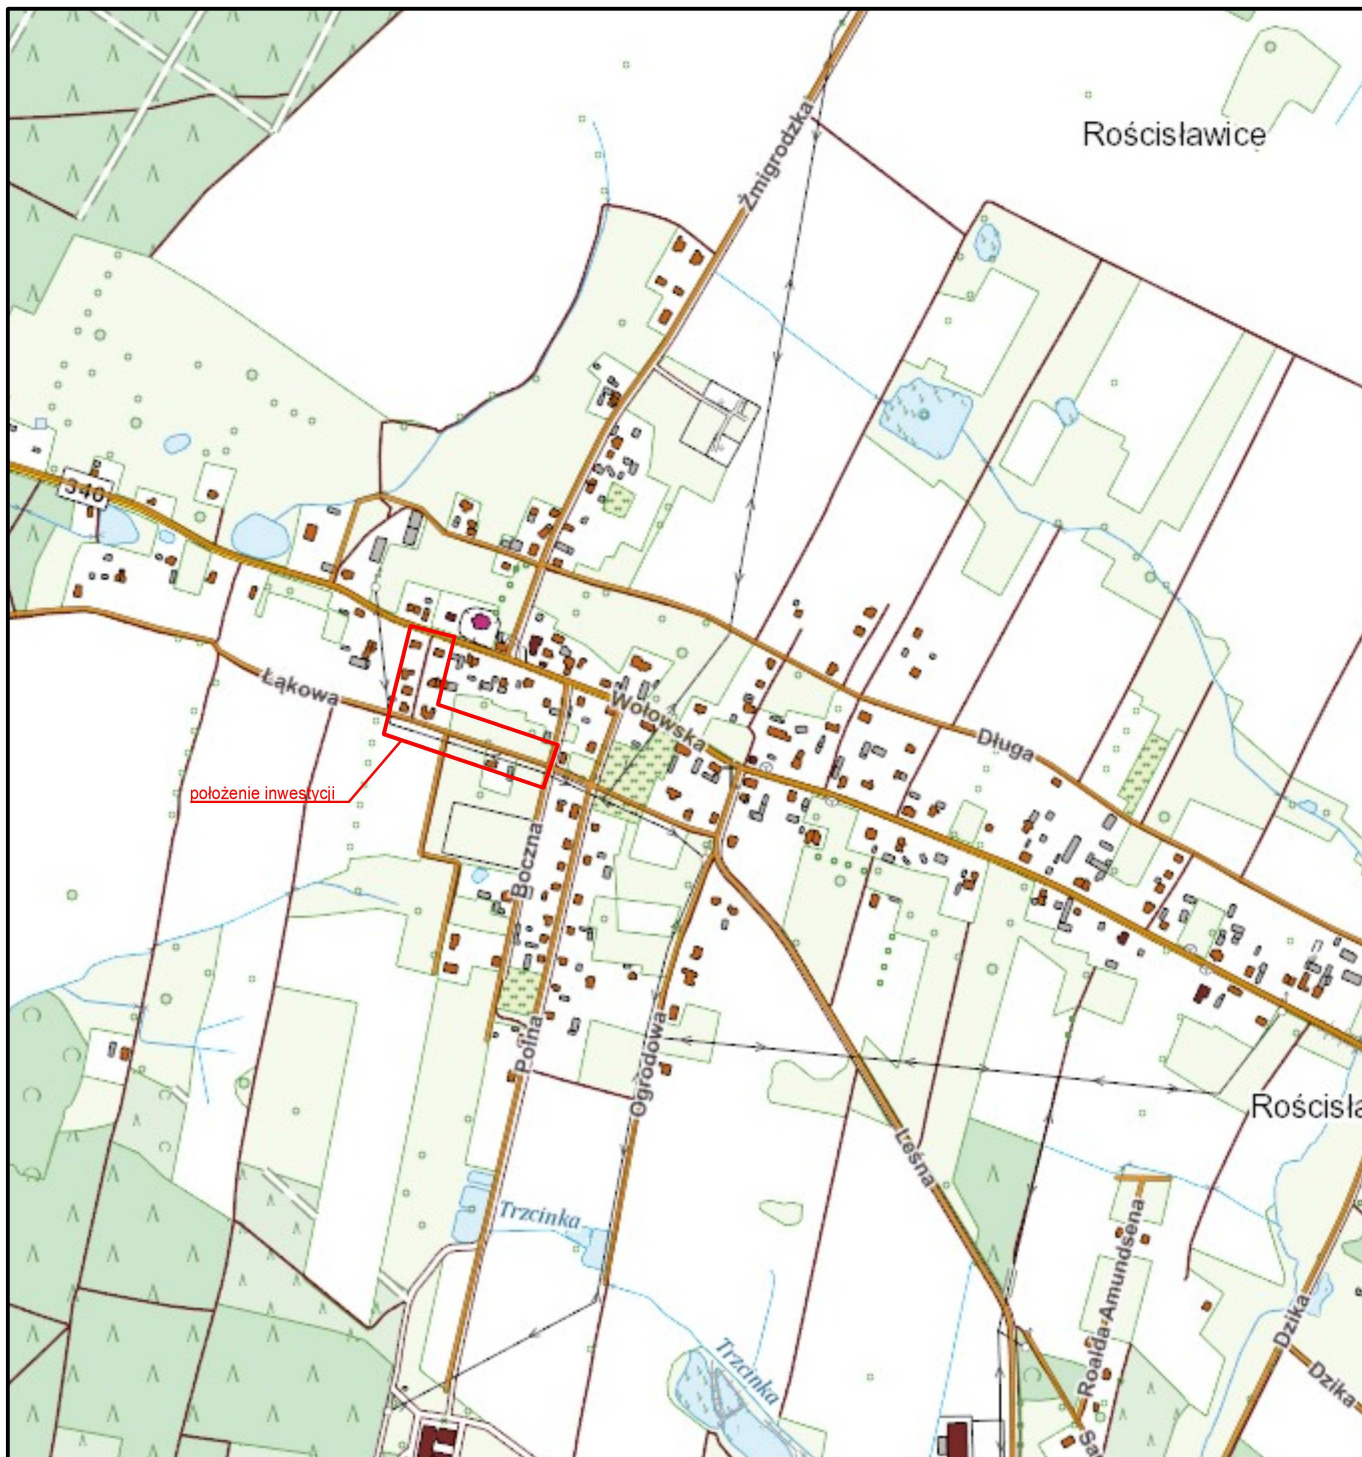 Rościsławice
Żmigrodzka
340
Łąkowa
Wołowska
Długa
położenie inwestycji
Boczna
Polna
Ogrodowa
Leśna
Rościsła
Trzcinka
Roalda Amundsena
Trzcinka
Dzika
Dzika
Sa